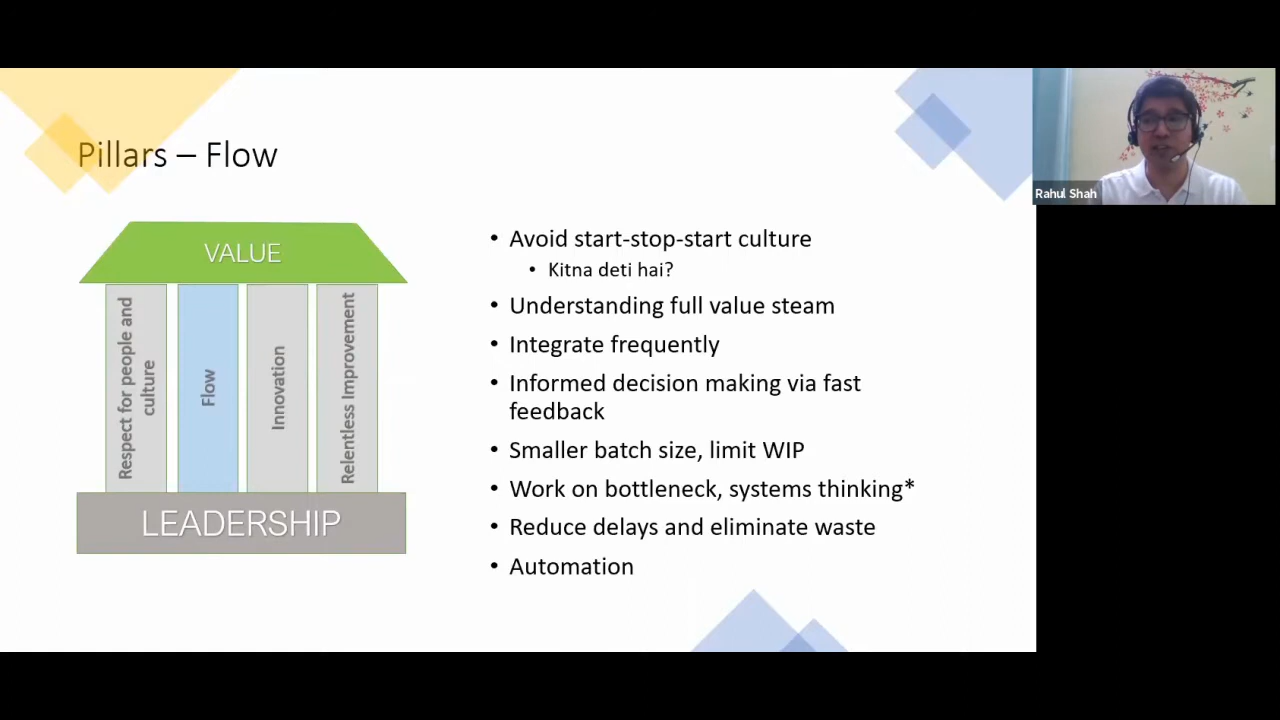 Pillars – Flow
Rahul Shah
VALUE
Respect for people and
culture
Flow
Innovation
Relentless Improvement
LEADERSHIP
• Avoid start-stop-start culture
• Kitna deti hai?
• Understanding full value steam
• Integrate frequently
• Informed decision making via fast
feedback
• Smaller batch size, limit WIP
• Work on bottleneck, systems thinking*
• Reduce delays and eliminate waste
• Automation